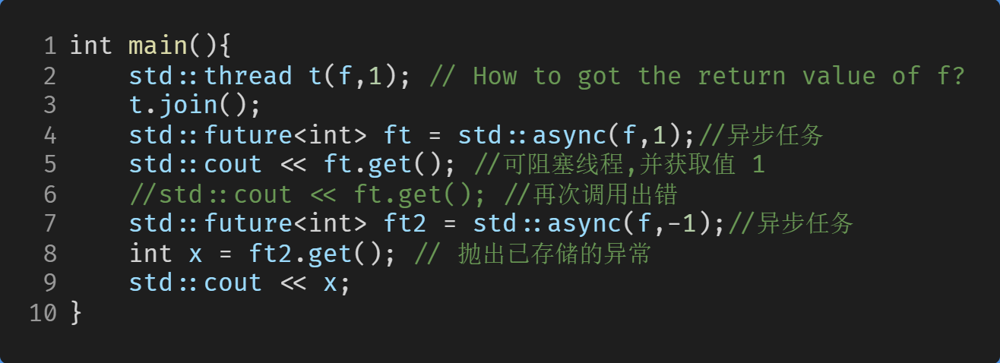 1 int main(){
2     std::thread t(f,1); // How to got the return value of f?
3     t.join();
4     std::future<int> ft = std::async(f,1);//异步任务
5     std::cout << ft.get(); //可阻塞线程,并获取值 1
6     //std::cout << ft.get(); //再次调用出错
7     std::future<int> ft2 = std::async(f,-1);//异步任务
8     int x = ft2.get(); // 抛出已存储的异常
9     std::cout << x;
10 }